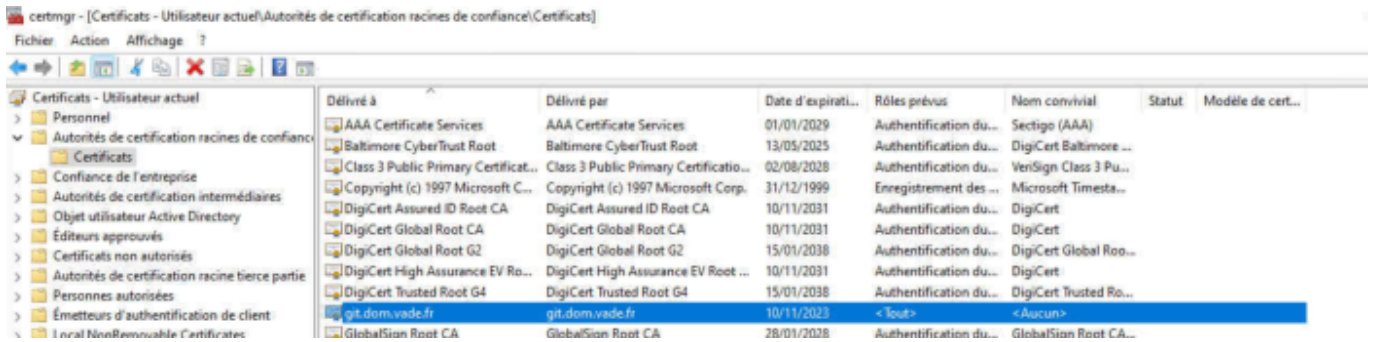 certmgr - [Certificats - Utilisateur actuel\Autorités de certification racines de confiance\Certificats]
Fichier Action Affichage ?
Certificats - Utilisateur actuel
Personnel
Autorités de certification racines de confiance
Certificats
Confiance de l'entreprise
Autorités de certification intermédiaires
Objet utilisateur Active Directory
Éditeurs approuvés
Certificats non autorisés
Autorités de certification racine tierce partie
Personnes autorisées
Émetteurs d'authentification de client
Local NonRemovable Certificates
Délivré à Délivré par Date d'expirati... Rôles prévus Nom convivial Statut Modèle de cert...
AAA Certificate Services AAA Certificate Services 01/01/2029 Authentification du... Sectigo (AAA)
Baltimore CyberTrust Root Baltimore CyberTrust Root 13/05/2025 Authentification du... DigiCert Baltimore ...
Class 3 Public Primary Certificat... Class 3 Public Primary Certificatio... 02/08/2028 Authentification du... VeriSign Class 3 Pu...
Copyright (c) 1997 Microsoft C... Copyright (c) 1997 Microsoft Corp. 31/12/1999 Enregistrement des ... Microsoft Timesta...
DigiCert Assured ID Root CA DigiCert Assured ID Root CA 10/11/2031 Authentification du... DigiCert
DigiCert Global Root CA DigiCert Global Root CA 10/11/2031 Authentification du... DigiCert
DigiCert Global Root G2 DigiCert Global Root G2 15/01/2038 Authentification du... DigiCert Global Roo...
DigiCert High Assurance EV Ro... DigiCert High Assurance EV Root ... 10/11/2031 Authentification du... DigiCert
DigiCert Trusted Root G4 DigiCert Trusted Root G4 15/01/2038 Authentification du... DigiCert Trusted Ro...
git.dom.vade.fr git.dom.vade.fr 10/11/2023 <Tout> <Aucun>
GlobalSign Root CA GlobalSign Root CA 28/01/2028 Authentification du... GlobalSign Root CA...